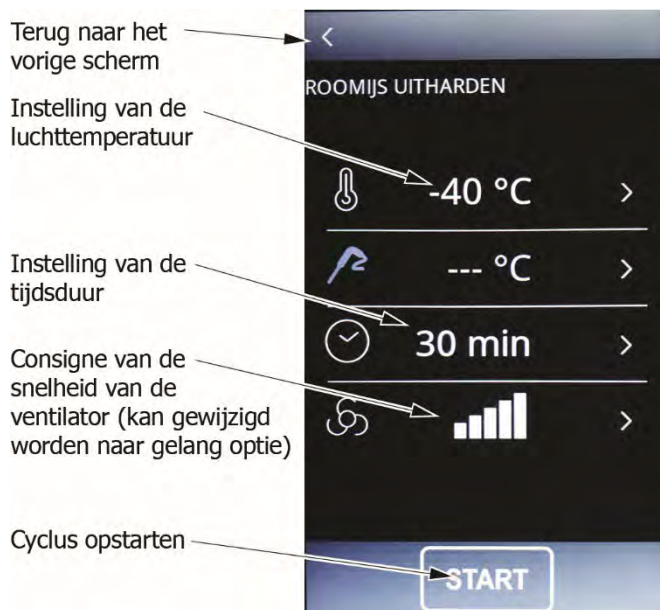 Terug naar het
vorige scherm
Instelling van de
luchttemperatuur
Instelling van de
tijdsduur
Consigne van de
snelheid van de
ventilator (kan gewijzigd
worden naar gelang optie)
Cyclus opstarten
ROOMIJS UITHARDEN
-40 °C
--- °C
30 min
START